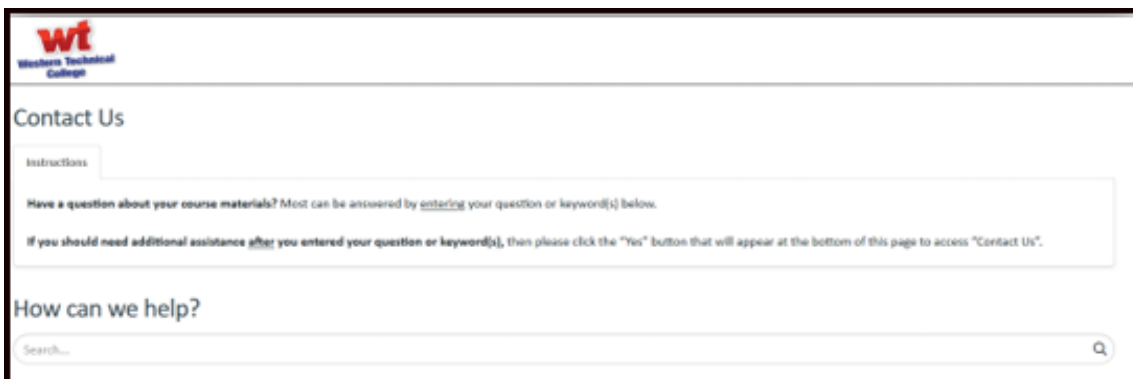 wt
Western Technical
College
Contact Us
Instructions
Have a question about your course materials? Most can be answered by entering your question or keyword(s) below.
If you should need additional assistance after you entered your question or keyword(s), then please click the "Yes" button that will appear at the bottom of this page to access "Contact Us".
How can we help?
Search...